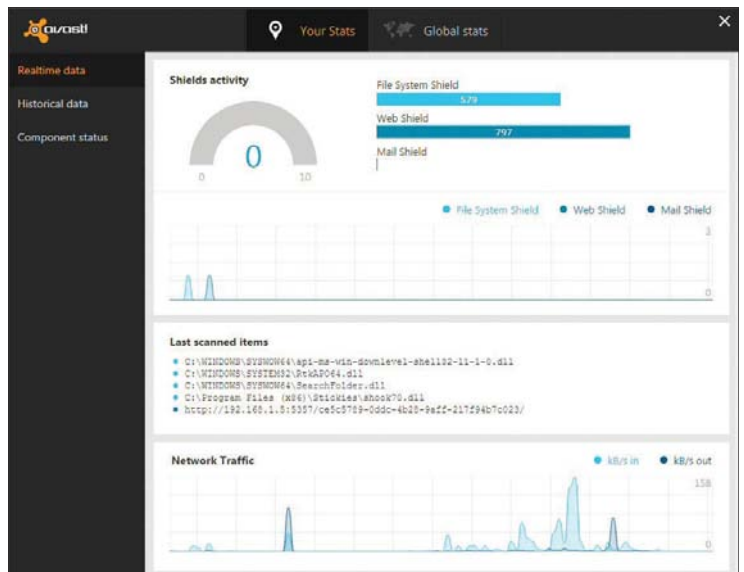 avast!
Your Stats
Global stats
Realtime data
Historical data
Component status
Shields activity
0
0
10
File System Shield
579
Web Shield
797
Mail Shield
File System Shield
Web Shield
Mail Shield
0
Last scanned items
C:\WINDOWS\SYSWOW64\api-ms-win-downlevel-shell32-l1-1-0.dll
C:\WINDOWS\SYSTEM32\RtkAPO64.dll
C:\WINDOWS\SYSWOW64\SearchFolder.dll
C:\Program Files (x86)\Stickies\shook70.dll
http://192.168.1.5:5357/ce5c5789-0ddc-4b28-9aff-217f94b7c023/
Network Traffic
kB/s in
kB/s out
158
0